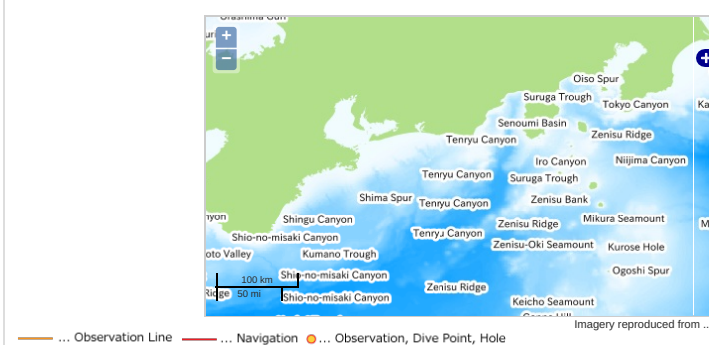 +
−
Oiso Spur
Suruga Trough
Tokyo Canyon
Senoumi Basin
Zenisu Ridge
Tenryu Canyon
Iro Canyon
Niijima Canyon
Tenryu Canyon
Suruga Trough
Shima Spur
Tenryu Canyon
Zenisu Bank
Shingu Canyon
Zenisu Ridge
Mikura Seamount
Shio-no-misaki Canyon
Tenryu Canyon
Zenisu-Oki Seamount
Kurose Hole
oto Valley
Kumano Trough
Ogoshi Spur
Shio-no-misaki Canyon
100 km
Zenisu Ridge
Ridge
50 mi
Shio-no-misaki Canyon
Keicho Seamount
Imagery reproduced from ..
... Observation Line ... Navigation ... Observation, Dive Point, Hole